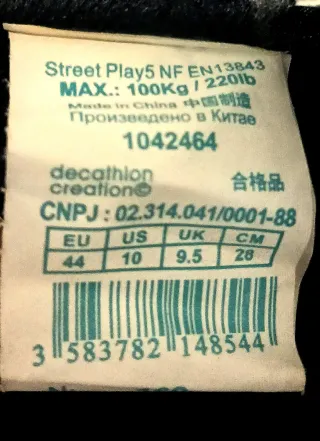 Street Play5 NF EN13843
MAX.: 100Kg / 220lb
Made in China 中国制造
Произведено в Китае
1042464
decathlon
creation©
合格品
CNPJ : 02.314.041/0001-88
EU US UK CM
44 10 9.5 28
3 583782 148544